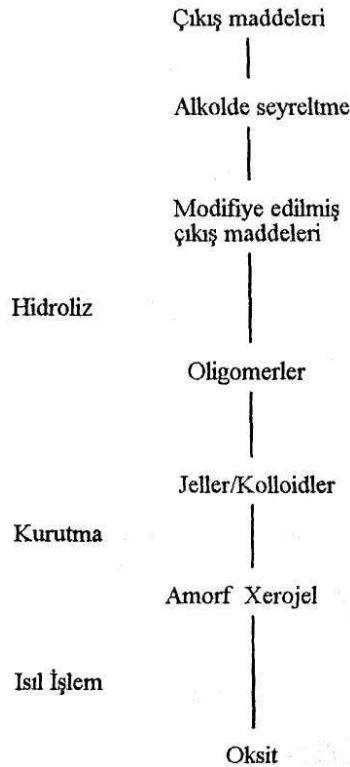 Çıkış maddeleri
Alkolde seyreltme
Modifiye edilmiş
çıkış maddeleri
Hidroliz
Oligomerler
Jeller/Kolloidler
Kurutma
Amorf Xerojel
Isıl İşlem
Oksit